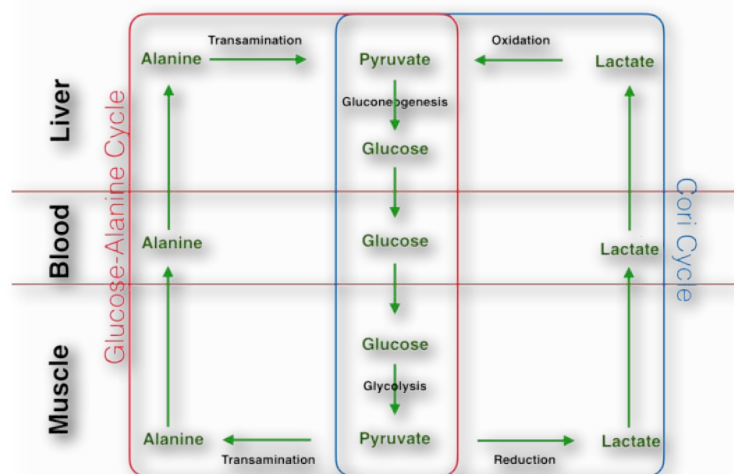 Transamination
Oxidation
Alanine
Pyruvate
Lactate
Gluconeogenesis
Glucose
Liver
Glucose-Alanine Cycle
Cori Cycle
Blood
Alanine
Glucose
Lactate
Muscle
Glucose
Glycolysis
Alanine
Pyruvate
Lactate
Transamination
Reduction